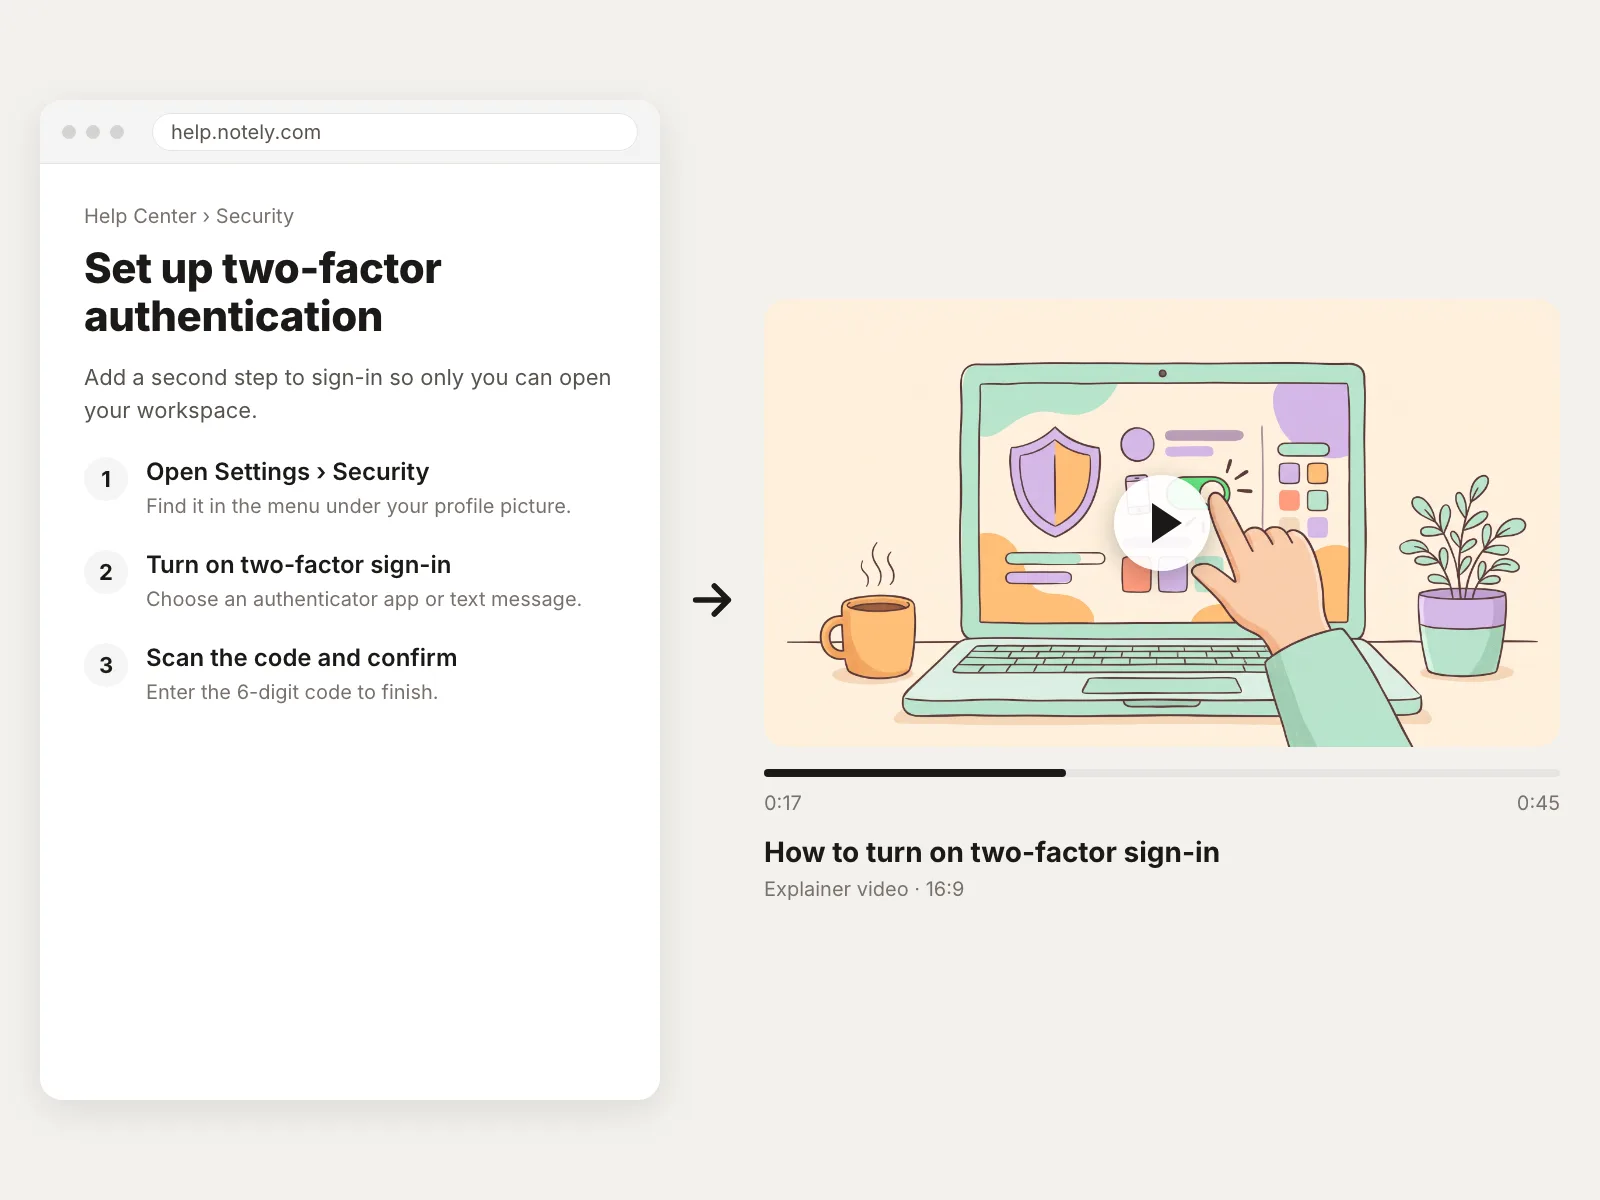 help.notely.com
Help Center › Security
Set up two-factor
authentication
Add a second step to sign-in so only you can open
your workspace.
1
Open Settings › Security
Find it in the menu under your profile picture.
2
Turn on two-factor sign-in
Choose an authenticator app or text message.
3
Scan the code and confirm
Enter the 6-digit code to finish.
0:17
0:45
How to turn on two-factor sign-in
Explainer video · 16:9